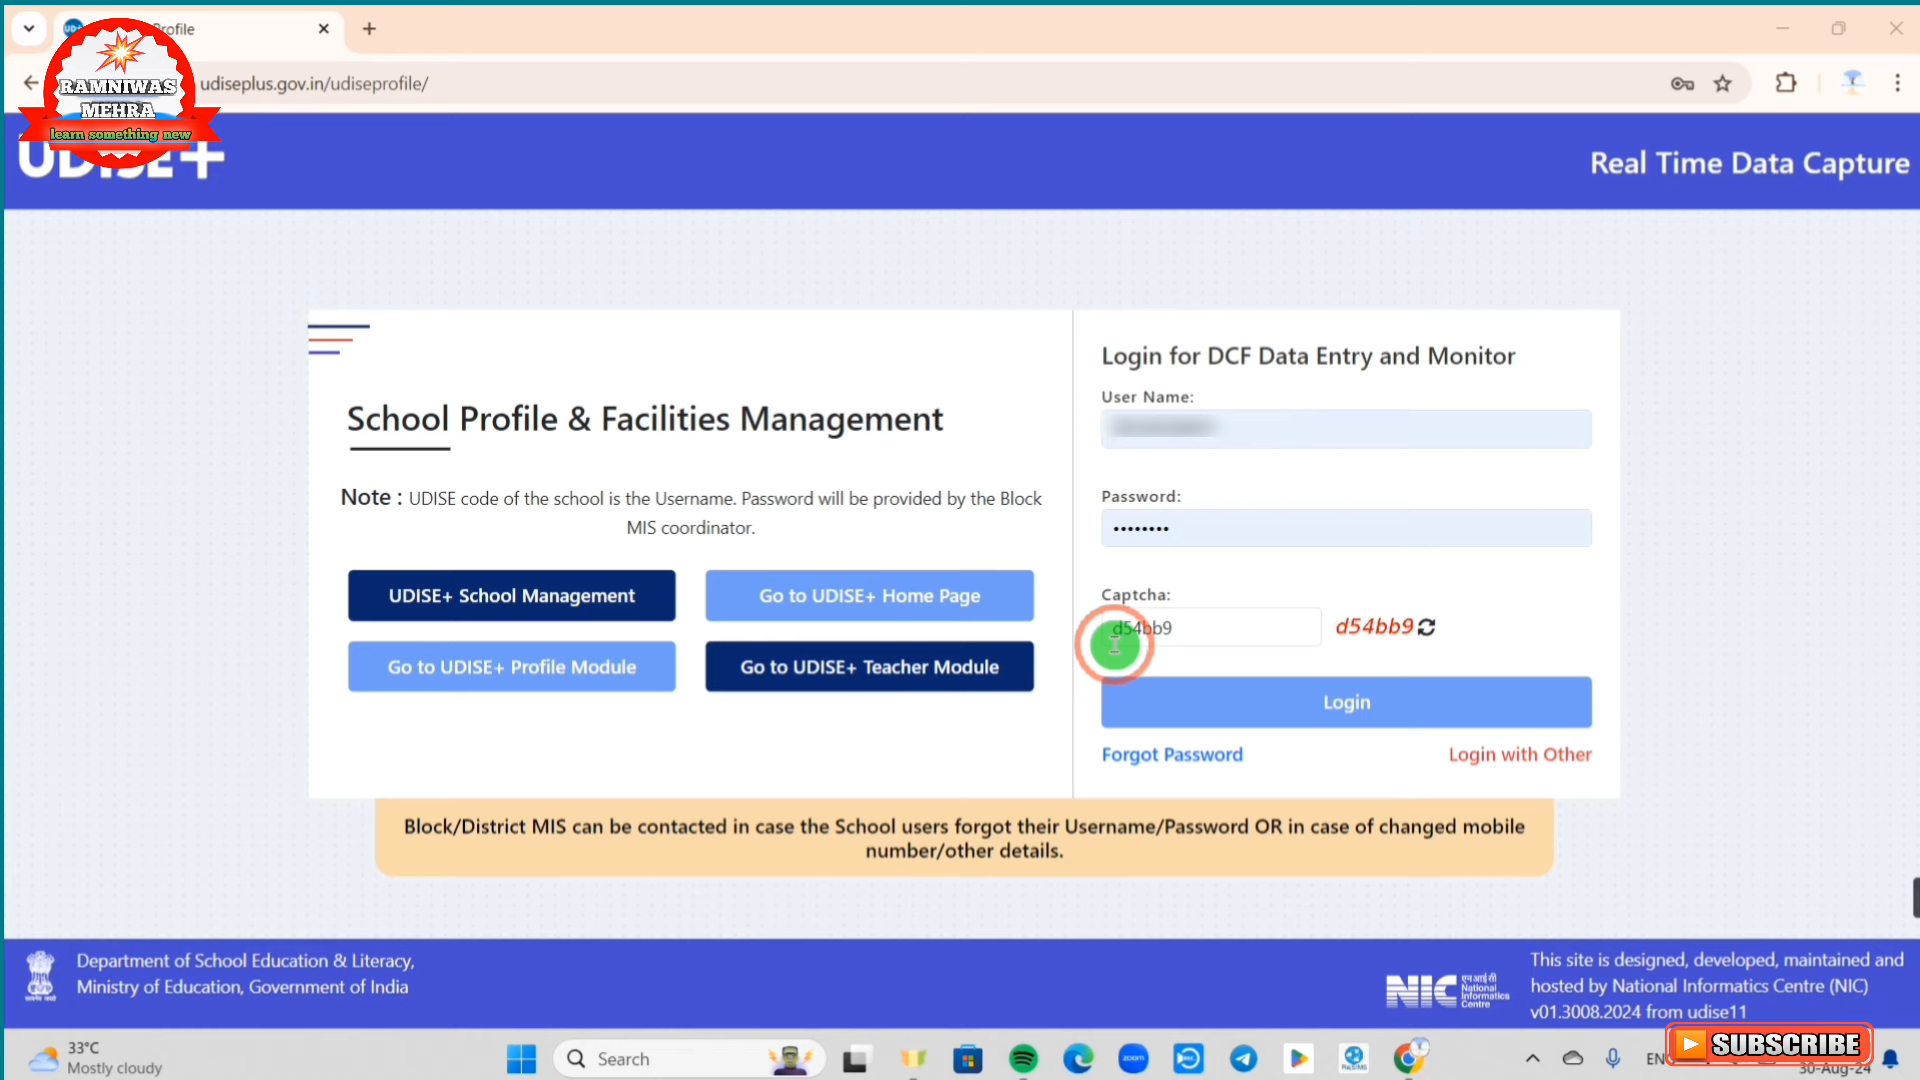 Profile
udiseplus.gov.in/udiseprofile/
RAMNIWAS
MEHRA
learn something new
UDISE+
Real Time Data Capture
School Profile & Facilities Management
Note : UDISE code of the school is the Username. Password will be provided by the Block
MIS coordinator.
UDISE+ School Management
Go to UDISE+ Home Page
Go to UDISE+ Profile Module
Go to UDISE+ Teacher Module
Login for DCF Data Entry and Monitor
User Name:
Password:
Captcha:
d54bb9
d54bb9
Login
Forgot Password
Login with Other
Block/District MIS can be contacted in case the School users forgot their Username/Password OR in case of changed mobile
number/other details.
Department of School Education & Literacy,
Ministry of Education, Government of India
NIC
एन आई सी
National
Informatics
Centre
This site is designed, developed, maintained and
hosted by National Informatics Centre (NIC)
v01.3008.2024 from udise11
33°C
Mostly cloudy
Search
zoom
SUBSCRIBE
30-Aug-24